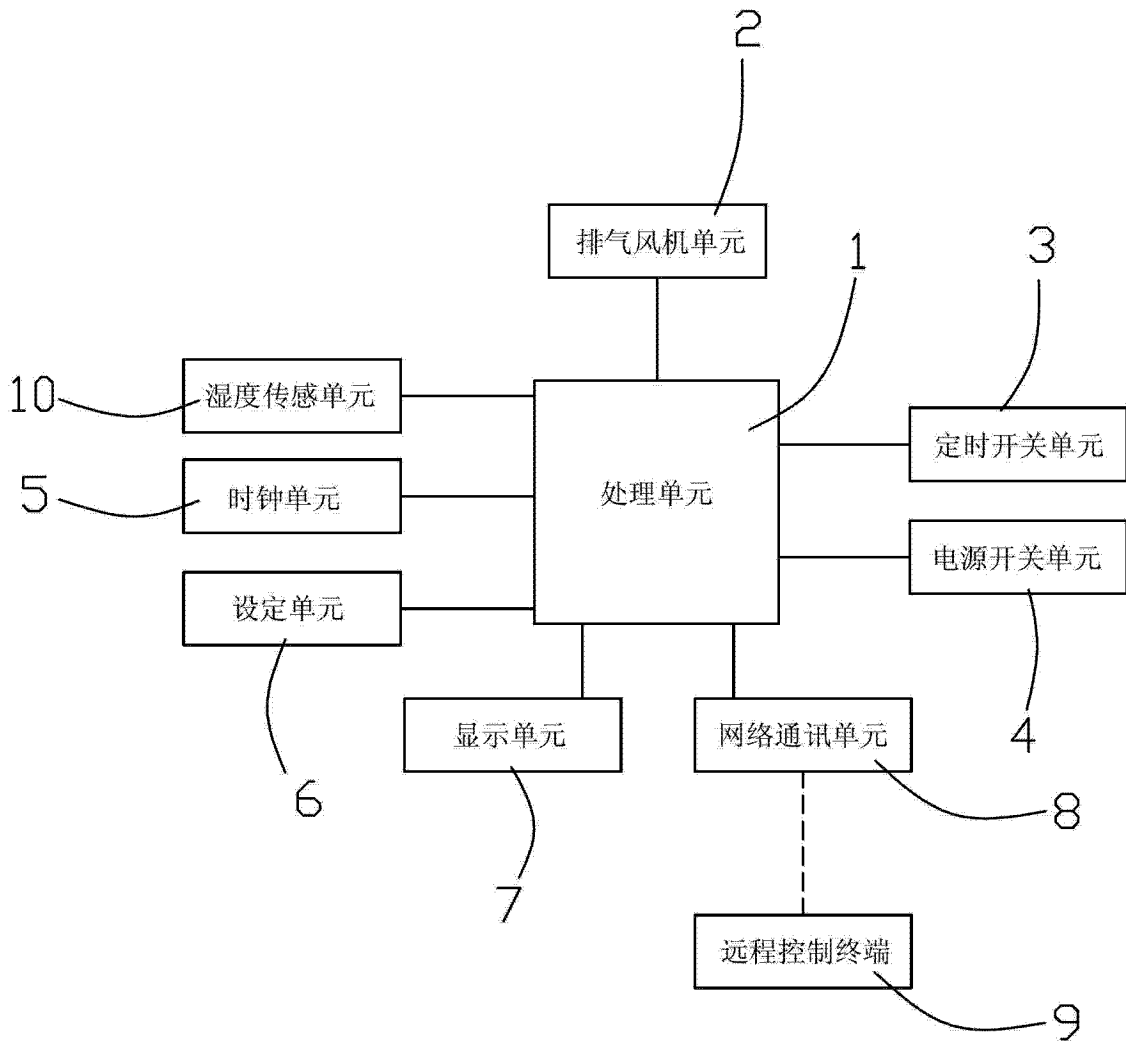 2
排气风机单元
1
3
10
湿度传感单元
定时开关单元
5
时钟单元
处理单元
电源开关单元
设定单元
显示单元
网络通讯单元
4
6
8
7
远程控制终端
9